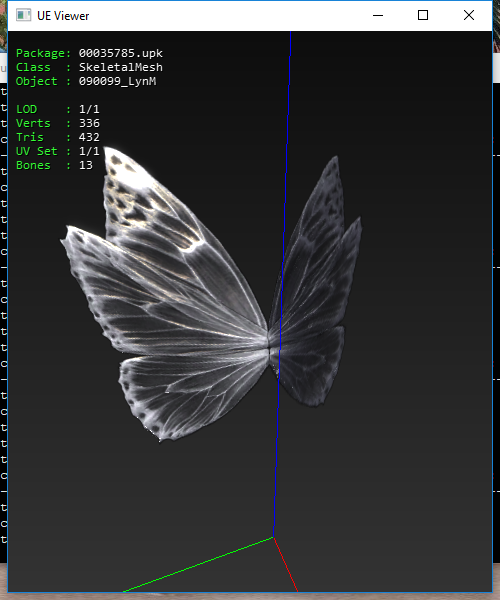 UE Viewer
Package: 00035785.upk
Class : SkeletalMesh
Object : 090099_LynM
LOD : 1/1
Verts : 336
Tris : 432
UV Set : 1/1
Bones : 13